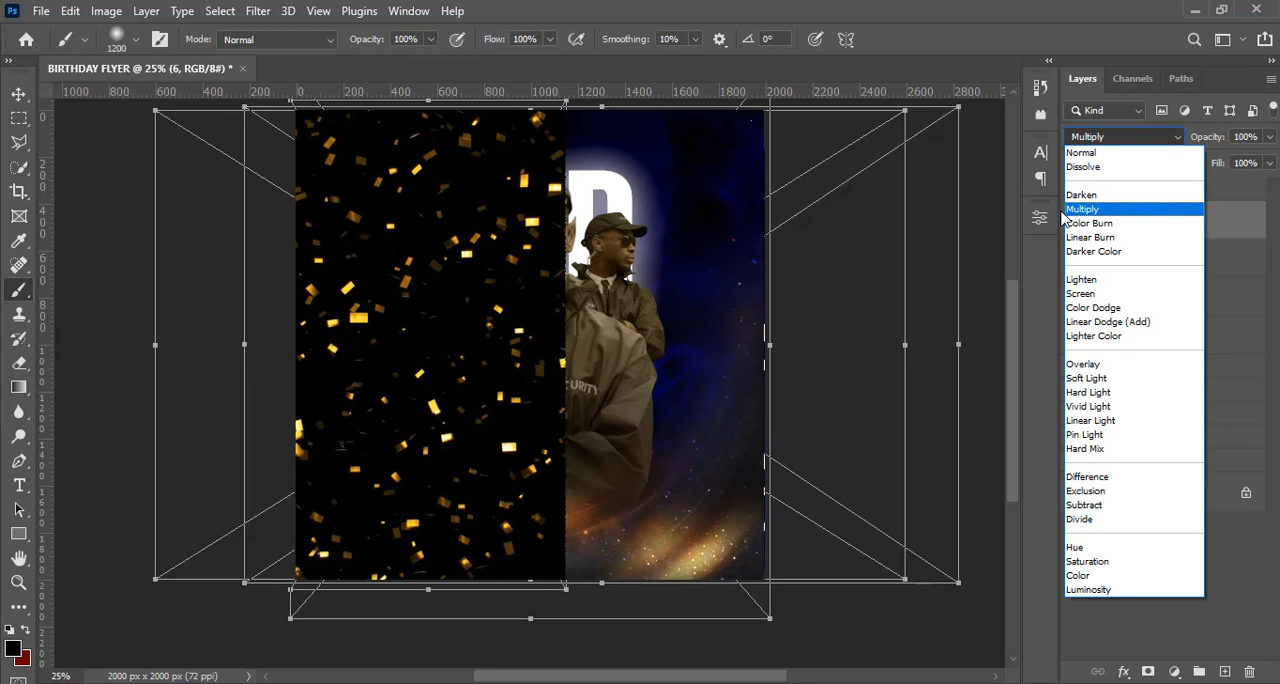 Ps File Edit Image Layer Type Select Filter 3D View Plugins Window Help
1200 Mode: Normal Opacity: 100% Flow: 100% Smoothing: 10% 0°
BIRTHDAY FLYER @ 25% (6, RGB/8#) * ×
1000 800 600 400 200 0 200 400 600 800 1000 1200 1400 1600 1800 2000 2200 2400 2600 2800
Layers Channels Paths
Kind
Multiply Opacity: 100%
Fill: 100%
Normal
Dissolve
Darken
Multiply
Color Burn
Linear Burn
Darker Color
Lighten
Screen
Color Dodge
Linear Dodge (Add)
Lighter Color
Overlay
Soft Light
Hard Light
Vivid Light
Linear Light
Pin Light
Hard Mix
Difference
Exclusion
Subtract
Divide
Hue
Saturation
Color
Luminosity
CURITY
25% 2000 px x 2000 px (72 ppi)